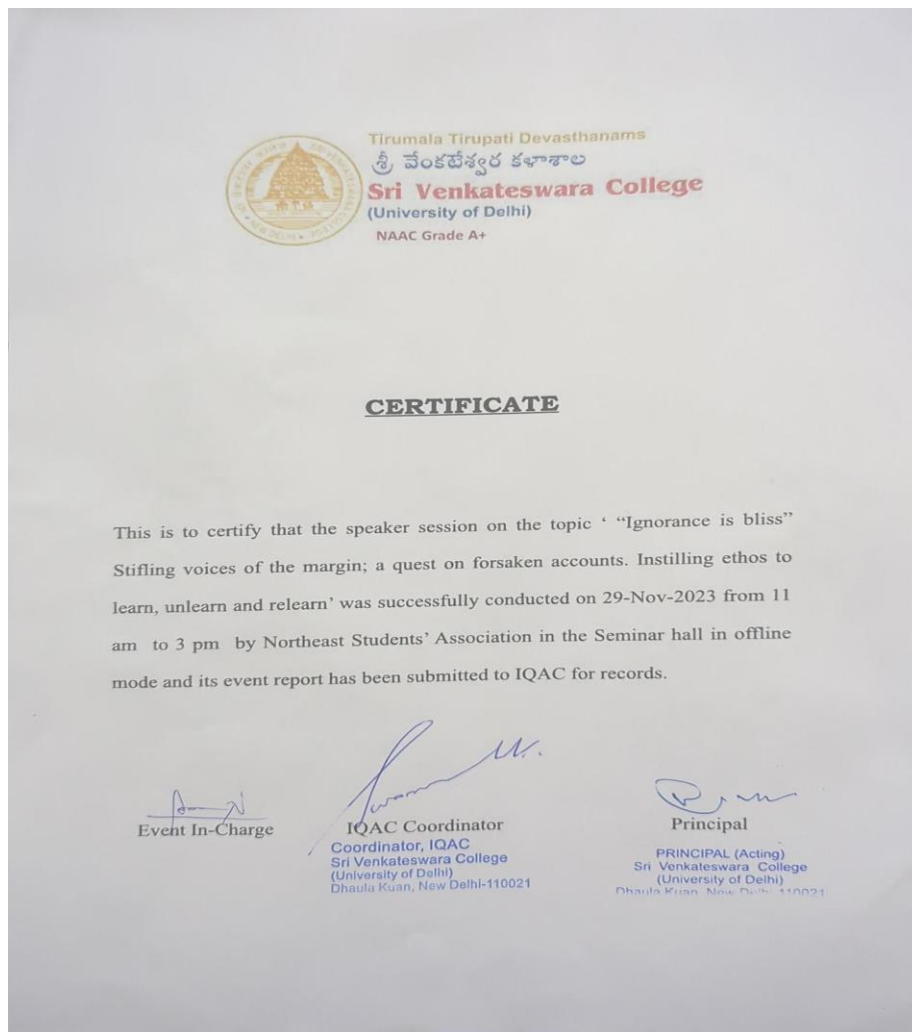 Tirumala Tirupati Devasthanams
శ్రీ వేంకటేశ్వర కళాశాల
Sri Venkateswara College
(University of Delhi)
NAAC Grade A+
CERTIFICATE
This is to certify that the speaker session on the topic ‘ “Ignorance is bliss”
Stifling voices of the margin; a quest on forsaken accounts. Instilling ethos to
learn, unlearn and relearn’ was successfully conducted on 29-Nov-2023 from 11
am to 3 pm by Northeast Students’ Association in the Seminar hall in offline
mode and its event report has been submitted to IQAC for records.
Event In-Charge
IQAC Coordinator
Coordinator, IQAC
Sri Venkateswara College
(University of Delhi)
Dhaula Kuan, New Delhi-110021
Principal
PRINCIPAL (Acting)
Sri Venkateswara College
(University of Delhi)
Dhaula Kuan, New Delhi-110021